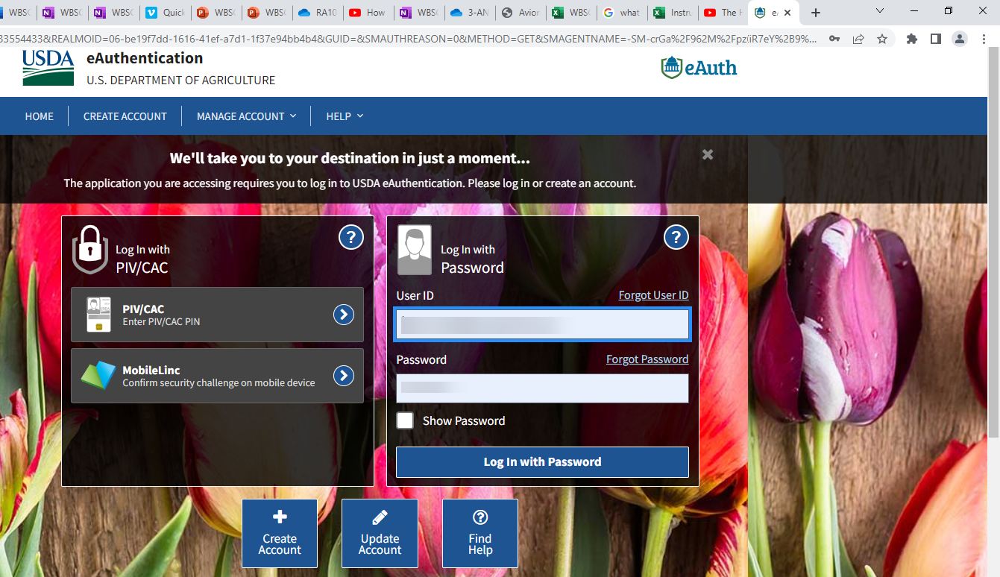 WBSC WBSC WBSC Quick WBSC WBSC RA10 How WBSC 3-AN Avior WBSC what Instru The H eA
33554433&REALMOID=06-be19f7dd-1616-41ef-a7d1-1f37e94bb4b4&GUID=&SMAUTHREASON=0&METHOD=GET&SMAGENTNAME=-SM-crGa%2F962M%2Fpz/iR7eY%2B9%...
USDA eAuthentication
U.S. DEPARTMENT OF AGRICULTURE
eAuth
HOME CREATE ACCOUNT MANAGE ACCOUNT HELP
We'll take you to your destination in just a moment...
The application you are accessing requires you to log in to USDA eAuthentication. Please log in or create an account.
Log In with
PIV/CAC
?
PIV/CAC
Enter PIV/CAC PIN
MobileLinc
Confirm security challenge on mobile device
Log In with
Password
?
User ID Forgot User ID
Password Forgot Password
Show Password
Log In with Password
Create
Account
Update
Account
Find
Help